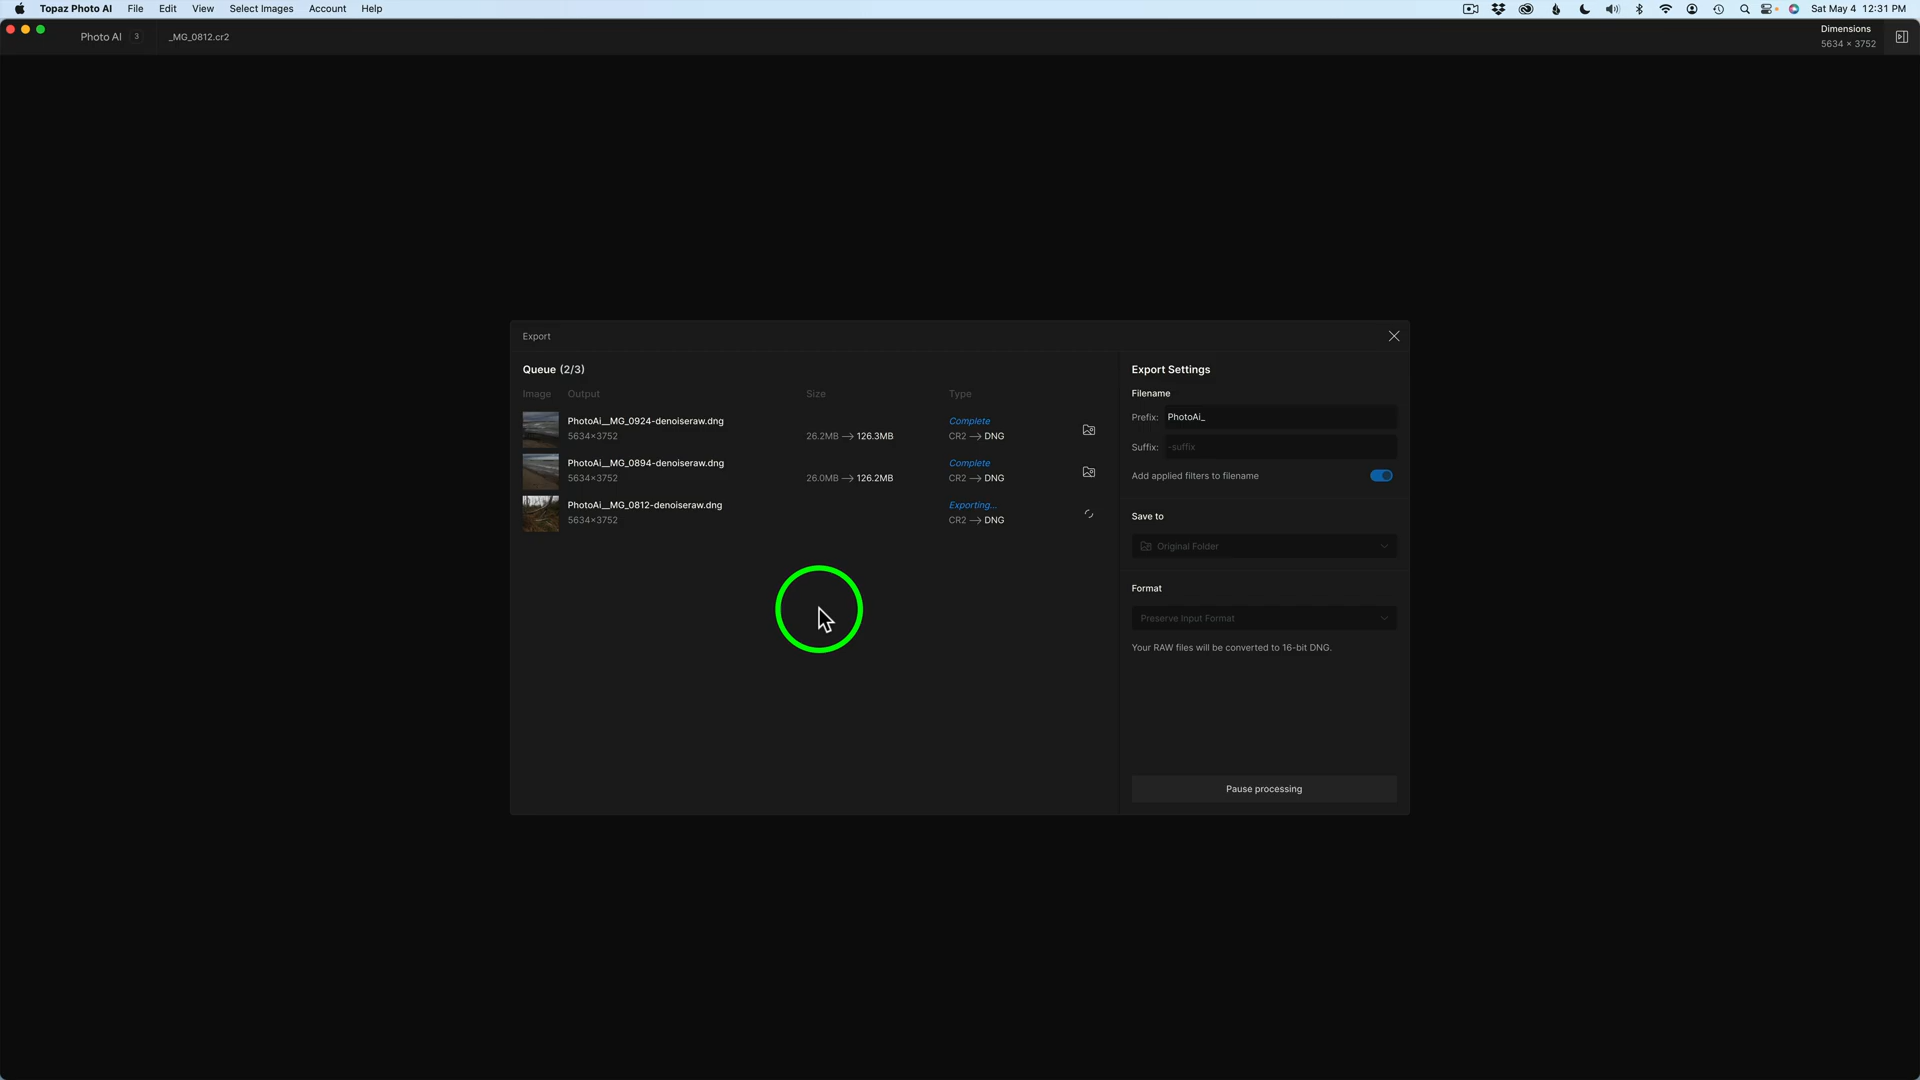 Topaz Photo AI File Edit View Select Images Account Help Sat May 4 12:31 PM
Photo AI 3 _MG_0812.cr2
Dimensions
5634 × 3752
Export
Queue (2/3)
Image Output Size Type
PhotoAi__MG_0924-denoiseraw.dng Complete
5634×3752 26.2MB → 126.3MB CR2 → DNG
PhotoAi__MG_0894-denoiseraw.dng Complete
5634×3752 26.0MB → 126.2MB CR2 → DNG
PhotoAi__MG_0812-denoiseraw.dng Exporting...
5634×3752 CR2 → DNG
Export Settings
Filename
Prefix: PhotoAi_
Suffix: -suffix
Add applied filters to filename
Save to
Original Folder
Format
Preserve Input Format
Your RAW files will be converted to 16-bit DNG.
Pause processing